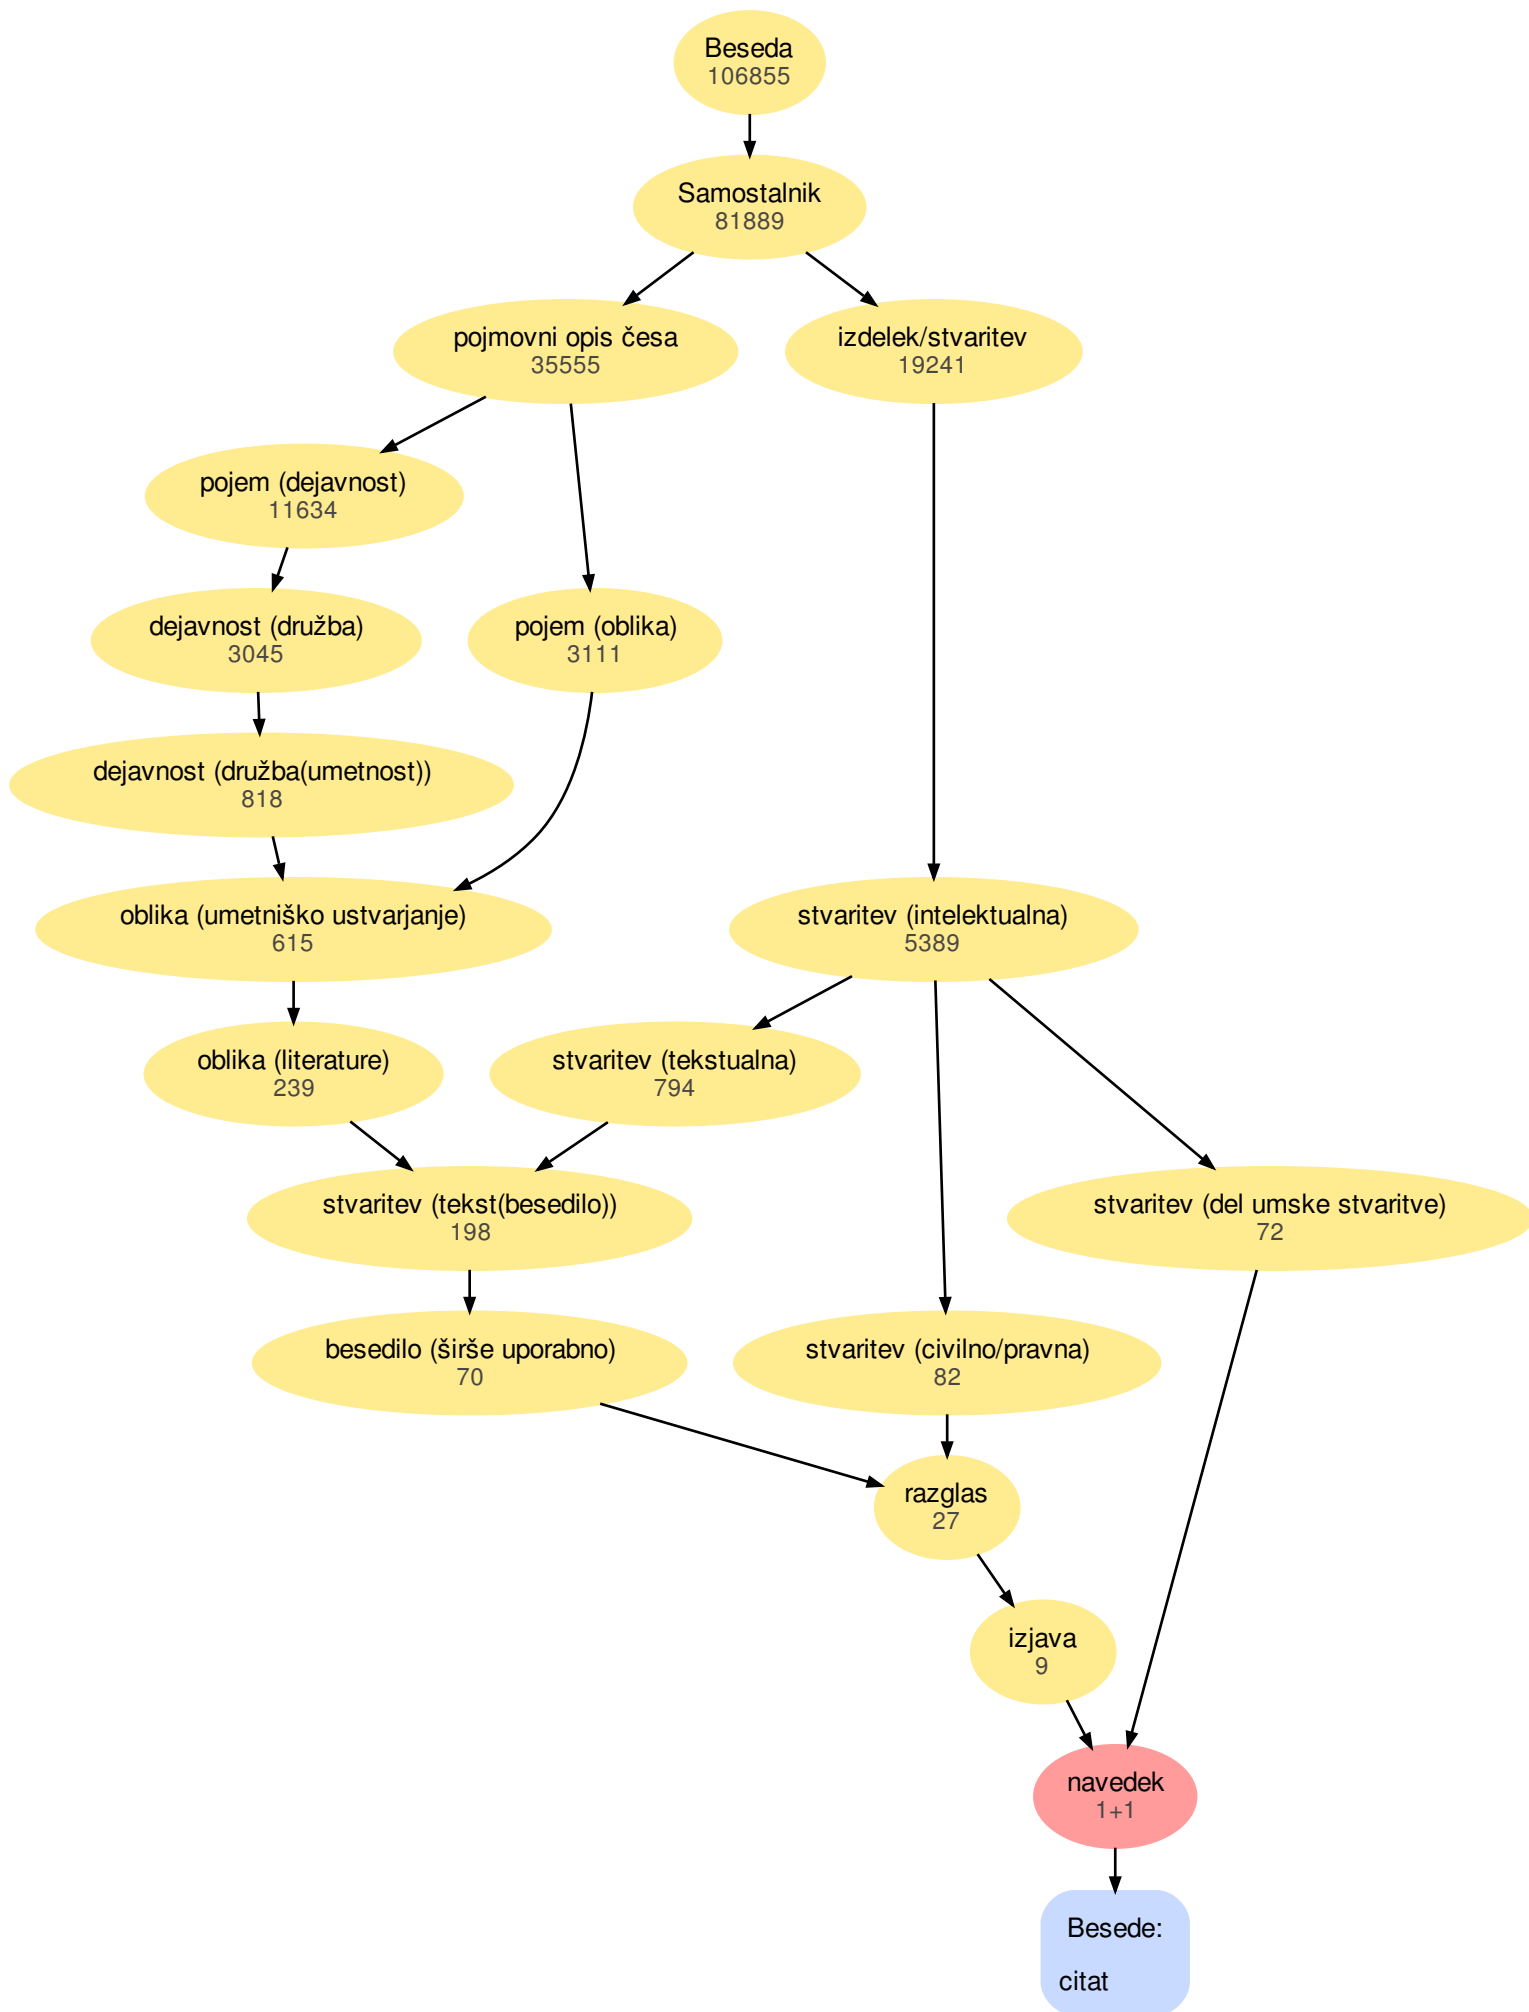 Beseda
106855
Samostalnik
81889
pojmovni opis česa
35555
izdelek/stvaritev
19241
pojem (dejavnost)
11634
dejavnost (družba)
3045
pojem (oblika)
3111
dejavnost (družba(umetnost))
818
oblika (umetniško ustvarjanje)
615
stvaritev (intelektualna)
5389
oblika (literature)
239
stvaritev (tekstualna)
794
stvaritev (tekst(besedilo))
198
stvaritev (del umske stvaritve)
72
besedilo (širše uporabno)
70
stvaritev (civilno/pravna)
82
razglas
27
izjava
9
navedek
1+1
Besede:
citat